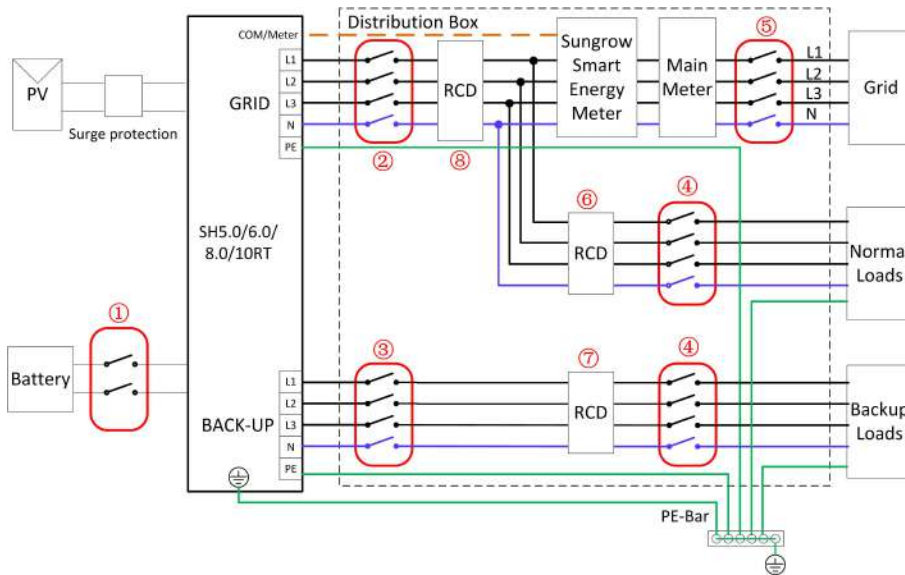 Distribution Box
⑤
COM/Meter
Sungrow
Smart
Energy
Meter
Main
Meter
L1
L2
L3
N
Grid
PV
Surge protection
GRID
L1
L2
L3
N
PE
RCD
②
⑧
⑥
④
SH5.0/6.0/
8.0/10RT
RCD
Normal
Loads
①
③
⑦
④
Battery
BACK-UP
L1
L2
L3
N
PE
RCD
Backup
Loads
PE-Bar